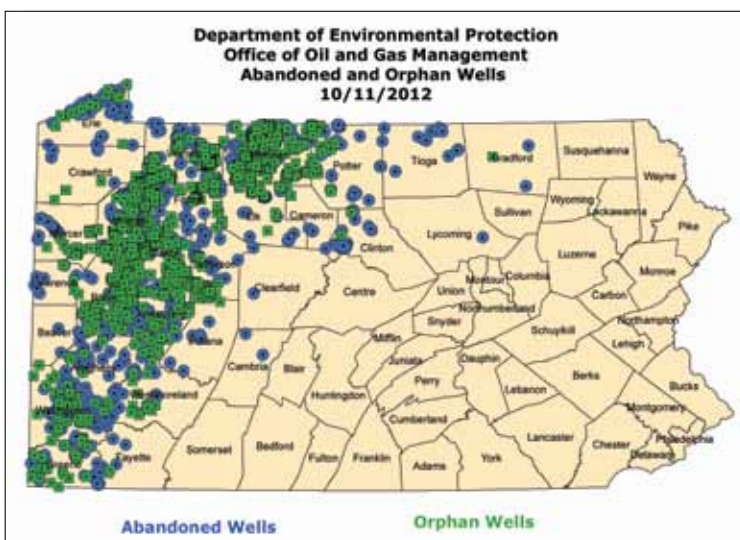 Department of Environmental Protection
Office of Oil and Gas Management
Abandoned and Orphan Wells
10/11/2012
Erie
Crawford
Potter
Tioga
Bradford
Susquehanna
Wayne
Wyoming
Sullivan
Lackawanna
Pike
Cameron
Elk
Clinton
Lycoming
Luzerne
Monroe
Clearfield
Centre
Union
Montour
Columbia
Carbon
Northumberland
Northampton
Snyder
Schuylkill
Lehigh
Mifflin
Juniata
Dauphin
Berks
Bucks
Cambria
Blair
Huntingdon
Perry
Lebanon
Montgomery
Cumberland
Lancaster
Philadelphia
Chester
Delaware
Fayette
Somerset
Bedford
Fulton
Franklin
Adams
York
Abandoned Wells
Orphan Wells